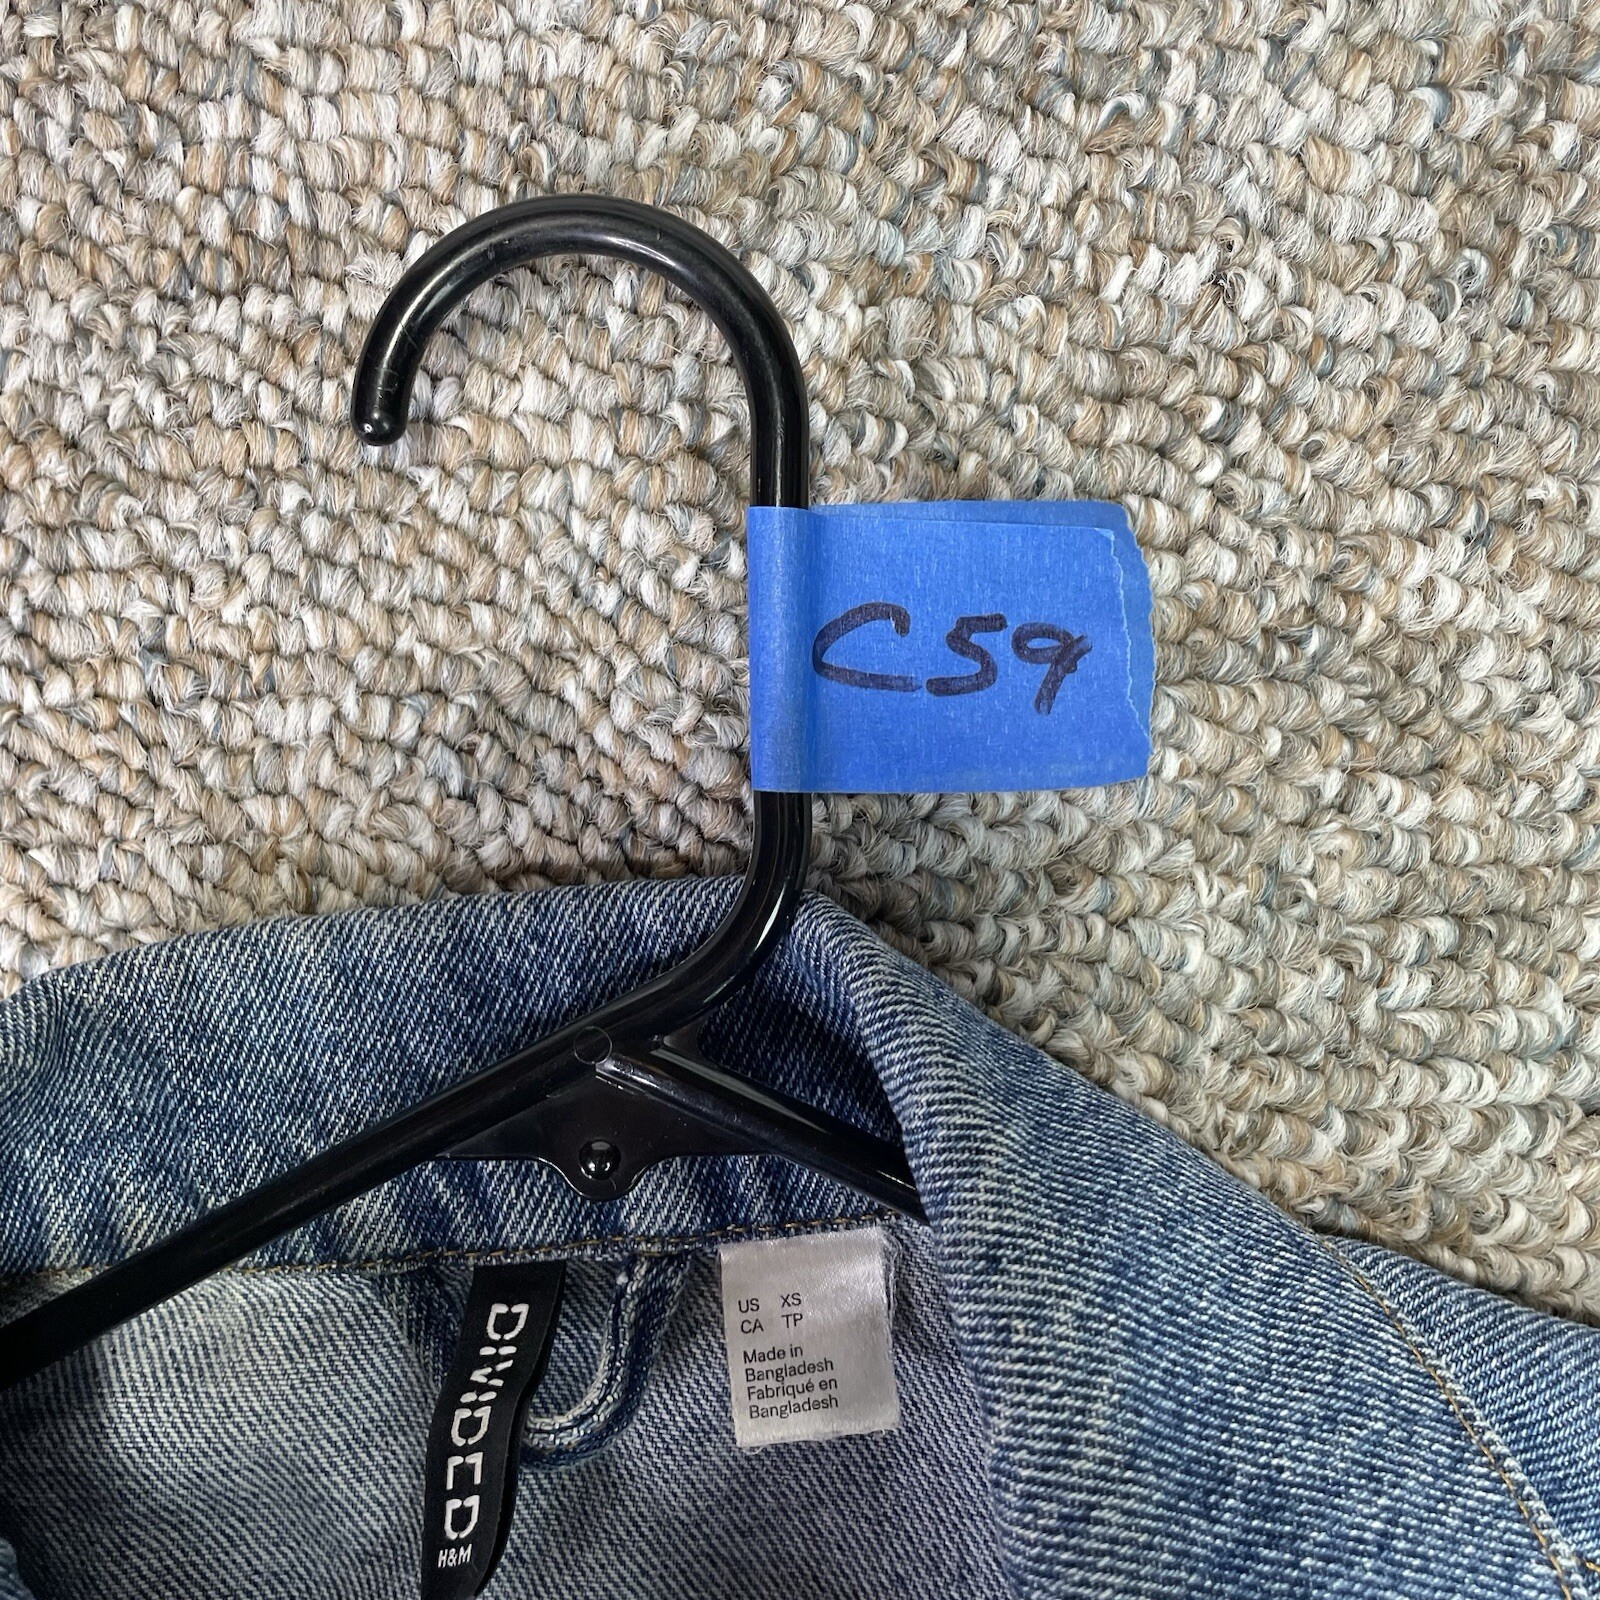 C59
DIVIDED
H&M
US XS
CA TP
Made in
Bangladesh
Fabriqué en
Bangladesh